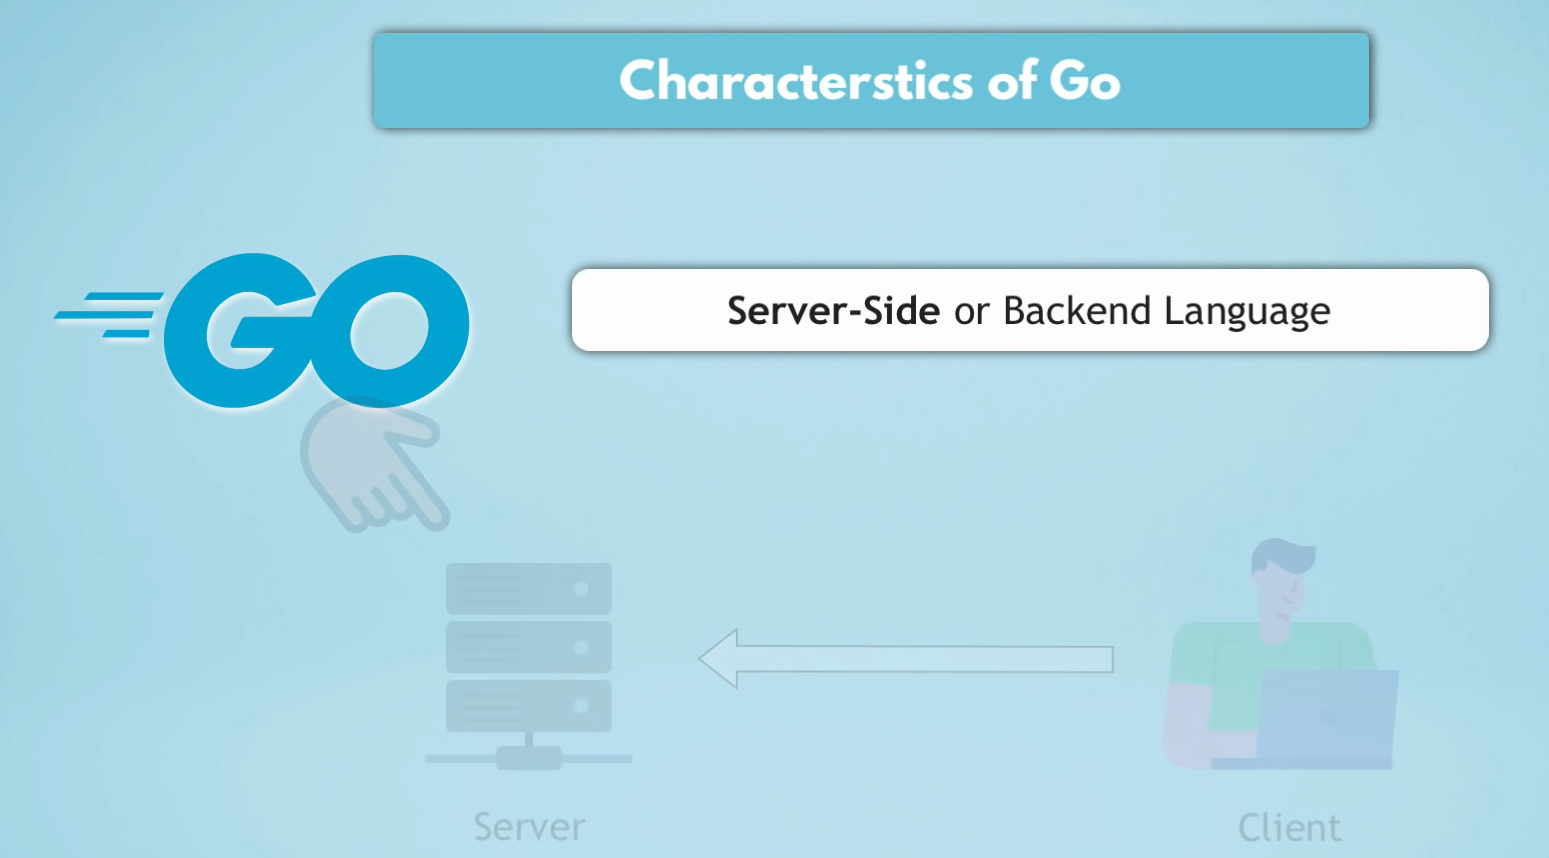 Characterstics of Go
GO
Server-Side or Backend Language
Server
Client